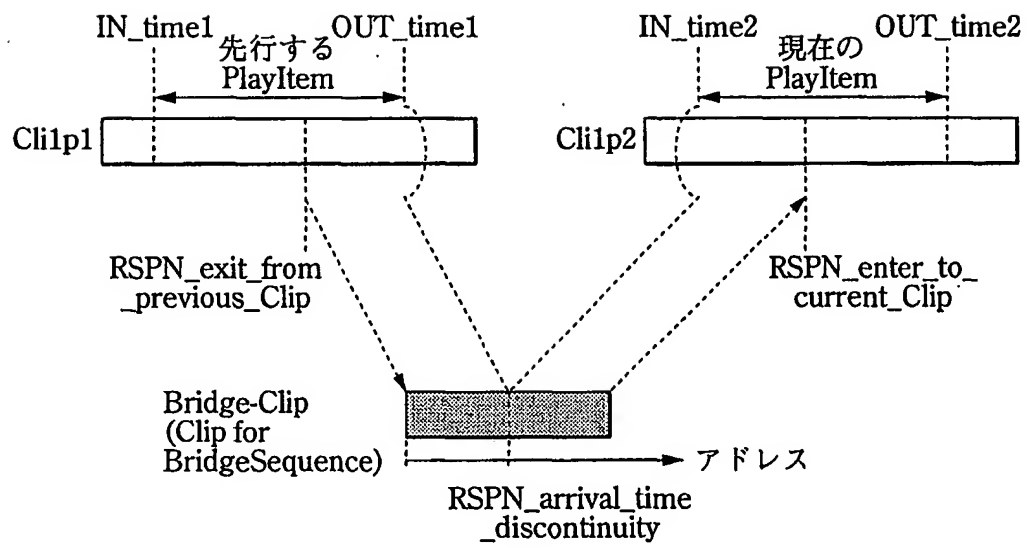 IN_time1
OUT_time1
IN_time2
OUT_time2
先行する
PlayItem
現在の
PlayItem
Cli1p1
Cli1p2
RSPN_exit_from
_previous_Clip
RSPN_enter_to_
current_Clip
Bridge-Clip
(Clip for
BridgeSequence)
アドレス
RSPN_arrival_time
_discontinuity